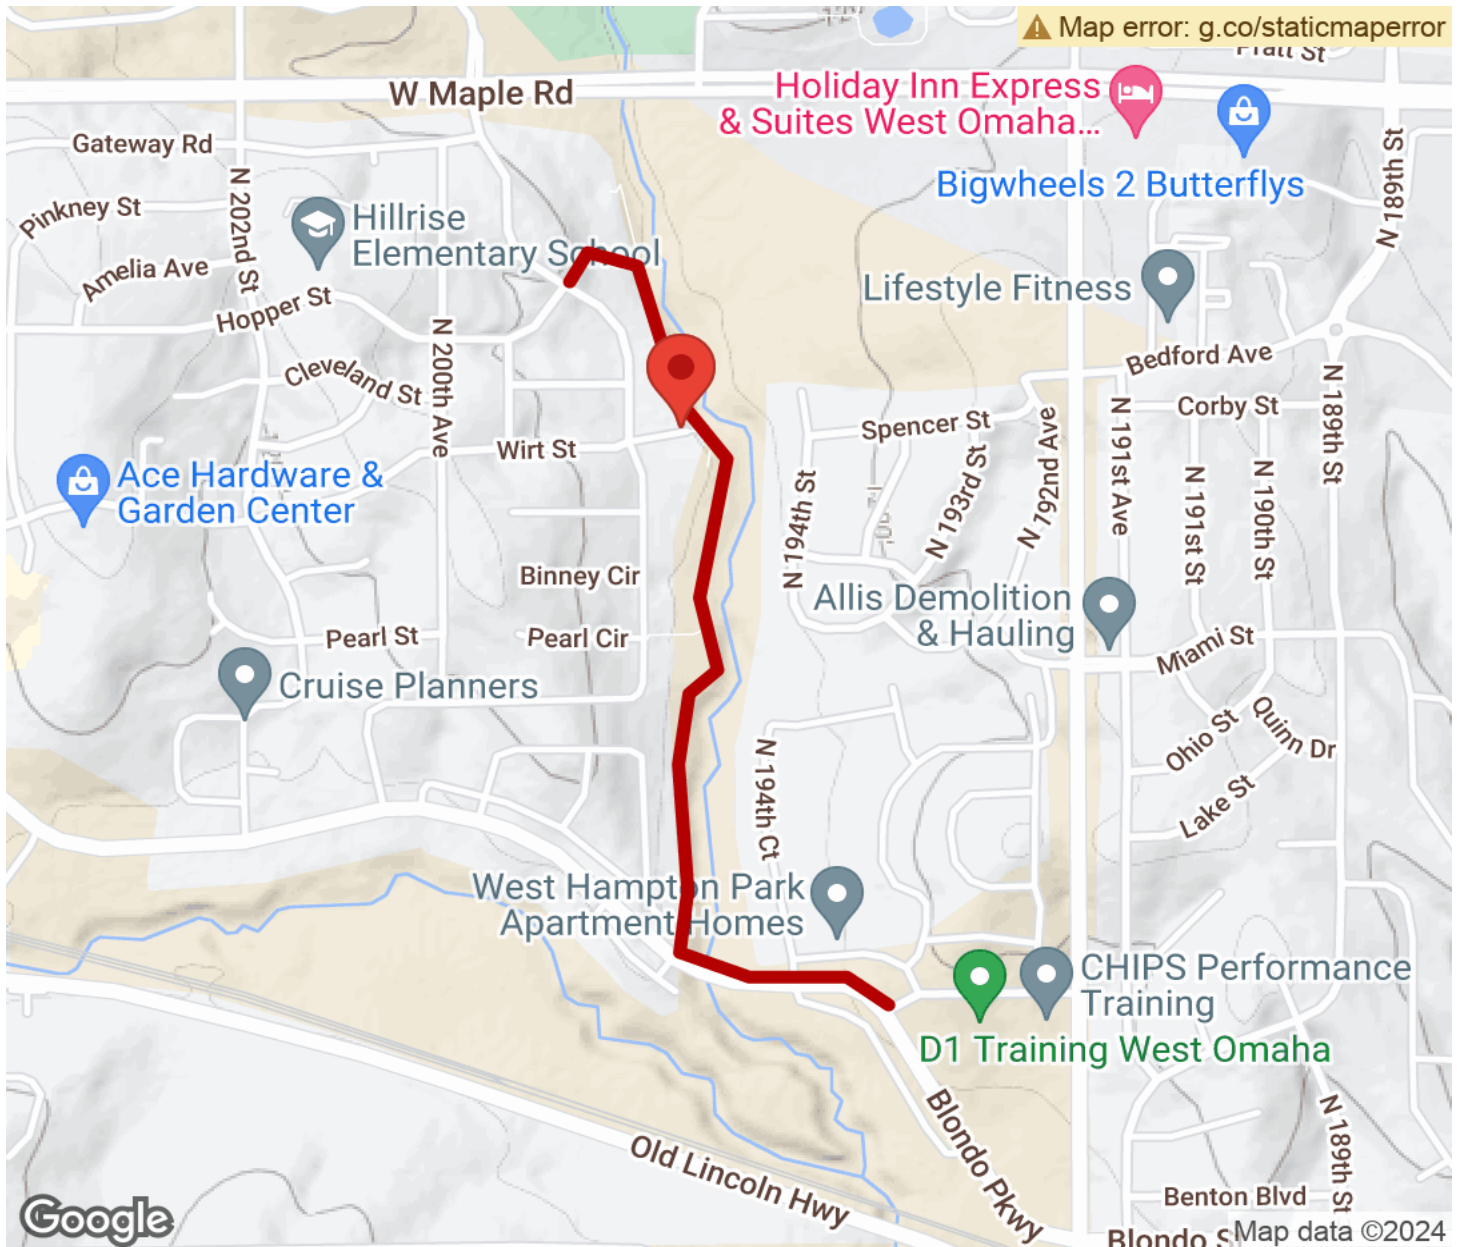 Map error: g.co/staticmaperror
Pratt St
W Maple Rd
Holiday Inn Express
& Suites West Omaha...
Gateway Rd
N 189th St
Bigwheels 2 Butterflys
N 202nd St
Pinkney St
Hillrise
Elementary School
Amelia Ave
Lifestyle Fitness
Hopper St
N 200th Ave
Cleveland St
Bedford Ave
N 189th St
Corby St
Spencer St
N 192nd Ave
N 191st Ave
Wirt St
Ace Hardware &
Garden Center
N 194th St
N 193rd St
N 191st St
N 190th St
Binney Cir
Allis Demolition
& Hauling
Pearl St
Pearl Cir
Miami St
Cruise Planners
Ohio St
Quinn Dr
N 194th Ct
Lake St
West Hampton Park
Apartment Homes
CHIPS Performance
Training
D1 Training West Omaha
Blondo Pkwy
N 189th St
Old Lincoln Hwy
Benton Blvd
Google
Blondo S
Map data ©2024